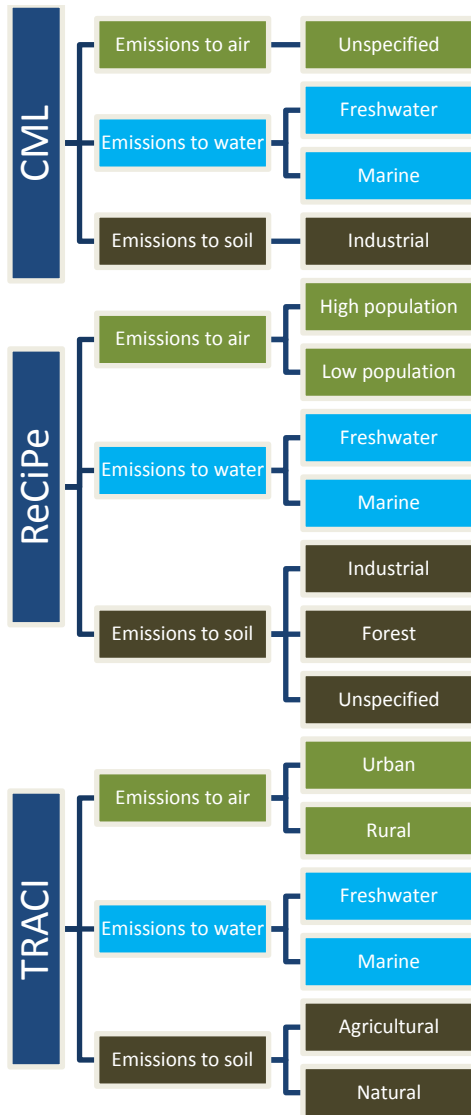 CML
Emissions to air
Unspecified
Emissions to water
Freshwater
Marine
Emissions to soil
Industrial
ReCiPe
Emissions to air
High population
Low population
Emissions to water
Freshwater
Marine
Emissions to soil
Industrial
Forest
Unspecified
TRACI
Emissions to air
Urban
Rural
Emissions to water
Freshwater
Marine
Emissions to soil
Agricultural
Natural